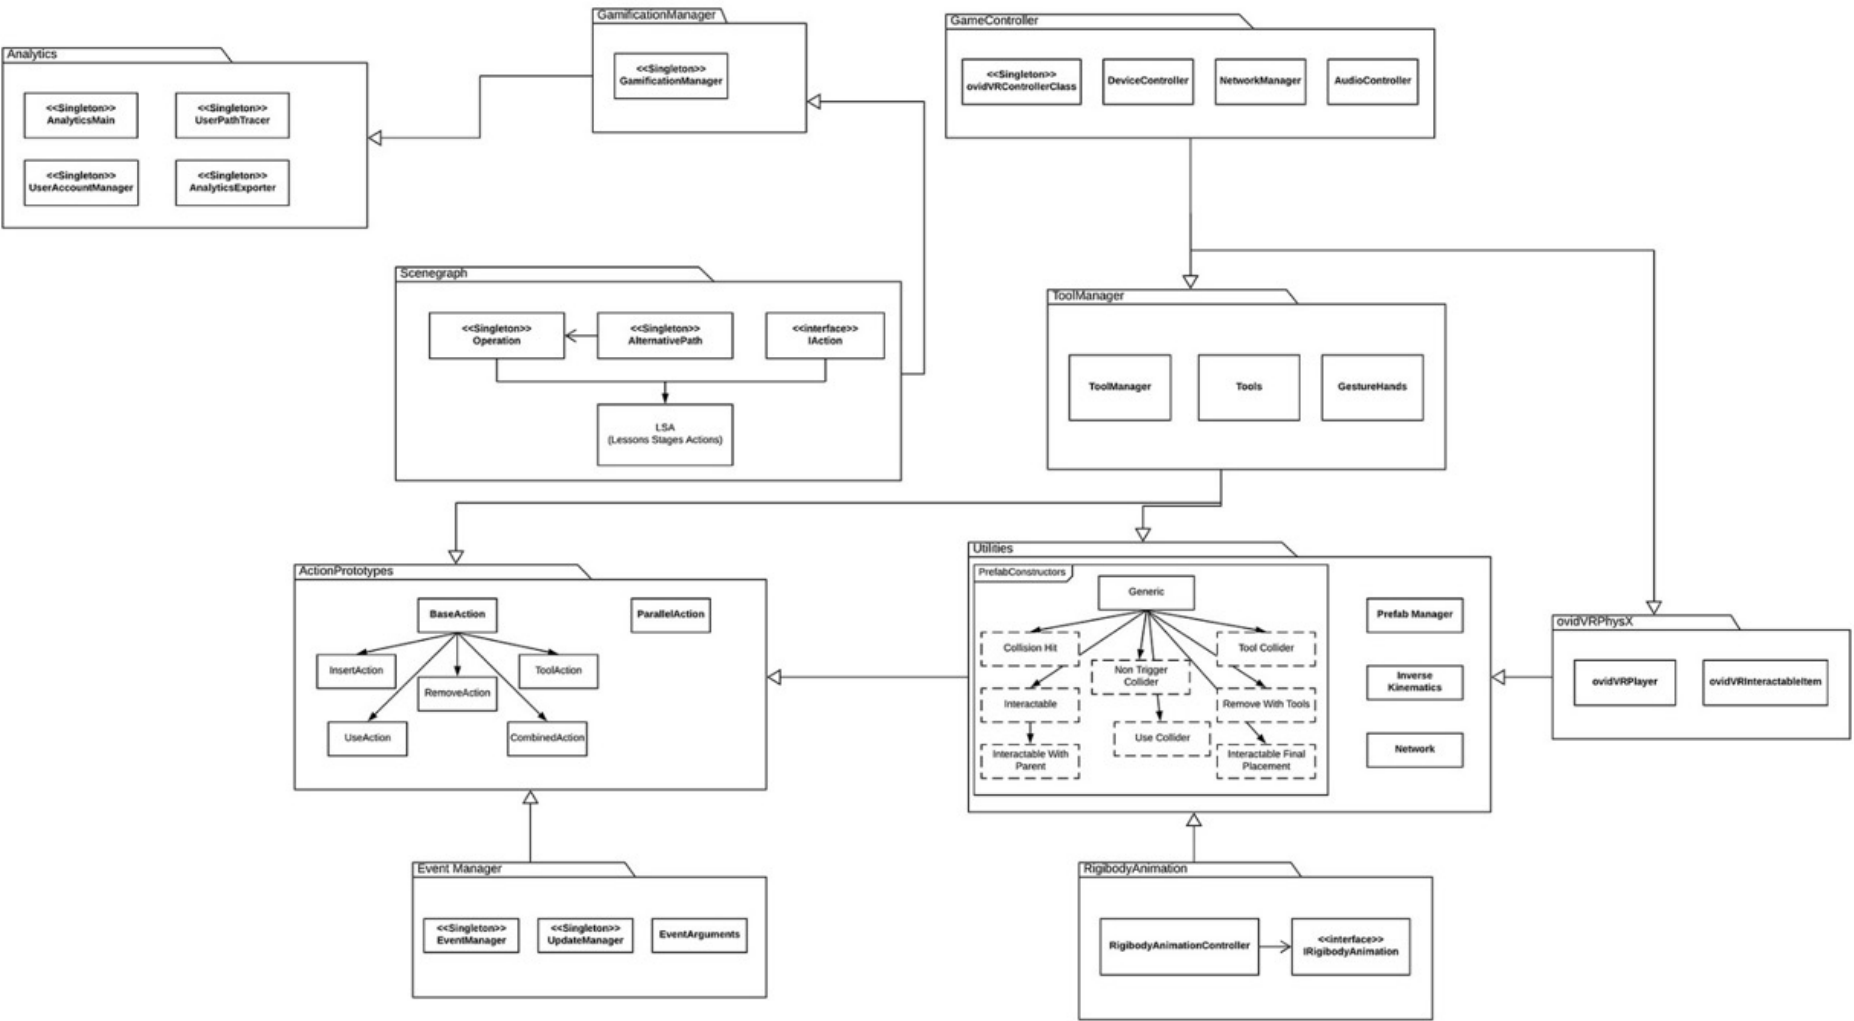 GamificationManager
<<Singleton>>
GamificationManager
GameController
<<Singleton>>
ovidVRControllerClass
DeviceController
NetworkManager
AudioController
Analytics
<<Singleton>>
AnalyticsMain
<<Singleton>>
UserPathTracer
<<Singleton>>
UserAccountManager
<<Singleton>>
AnalyticsExporter
Scenegraph
<<Singleton>>
Operation
<<Singleton>>
AlternativePath
<<interface>>
IAction
LSA
(Lessons Stages Actions)
ToolManager
ToolManager
Tools
GestureHands
ActionPrototypes
BaseAction
ParallelAction
InsertAction
ToolAction
RemoveAction
UseAction
CombinedAction
Utilities
PrefabConstructors
Generic
Collision Hit
Non Trigger
Collider
Tool Collider
Interactable
Remove With Tools
Use Collider
Interactable With
Parent
Interactable Final
Placement
Prefab Manager
Inverse
Kinematics
Network
ovidVRPhysX
ovidVRPlayer
ovidVRInteractableItem
Event Manager
<<Singleton>>
EventManager
<<Singleton>>
UpdateManager
EventArguments
RigibodyAnimation
RigibodyAnimationController
<<interface>>
IRigibodyAnimation